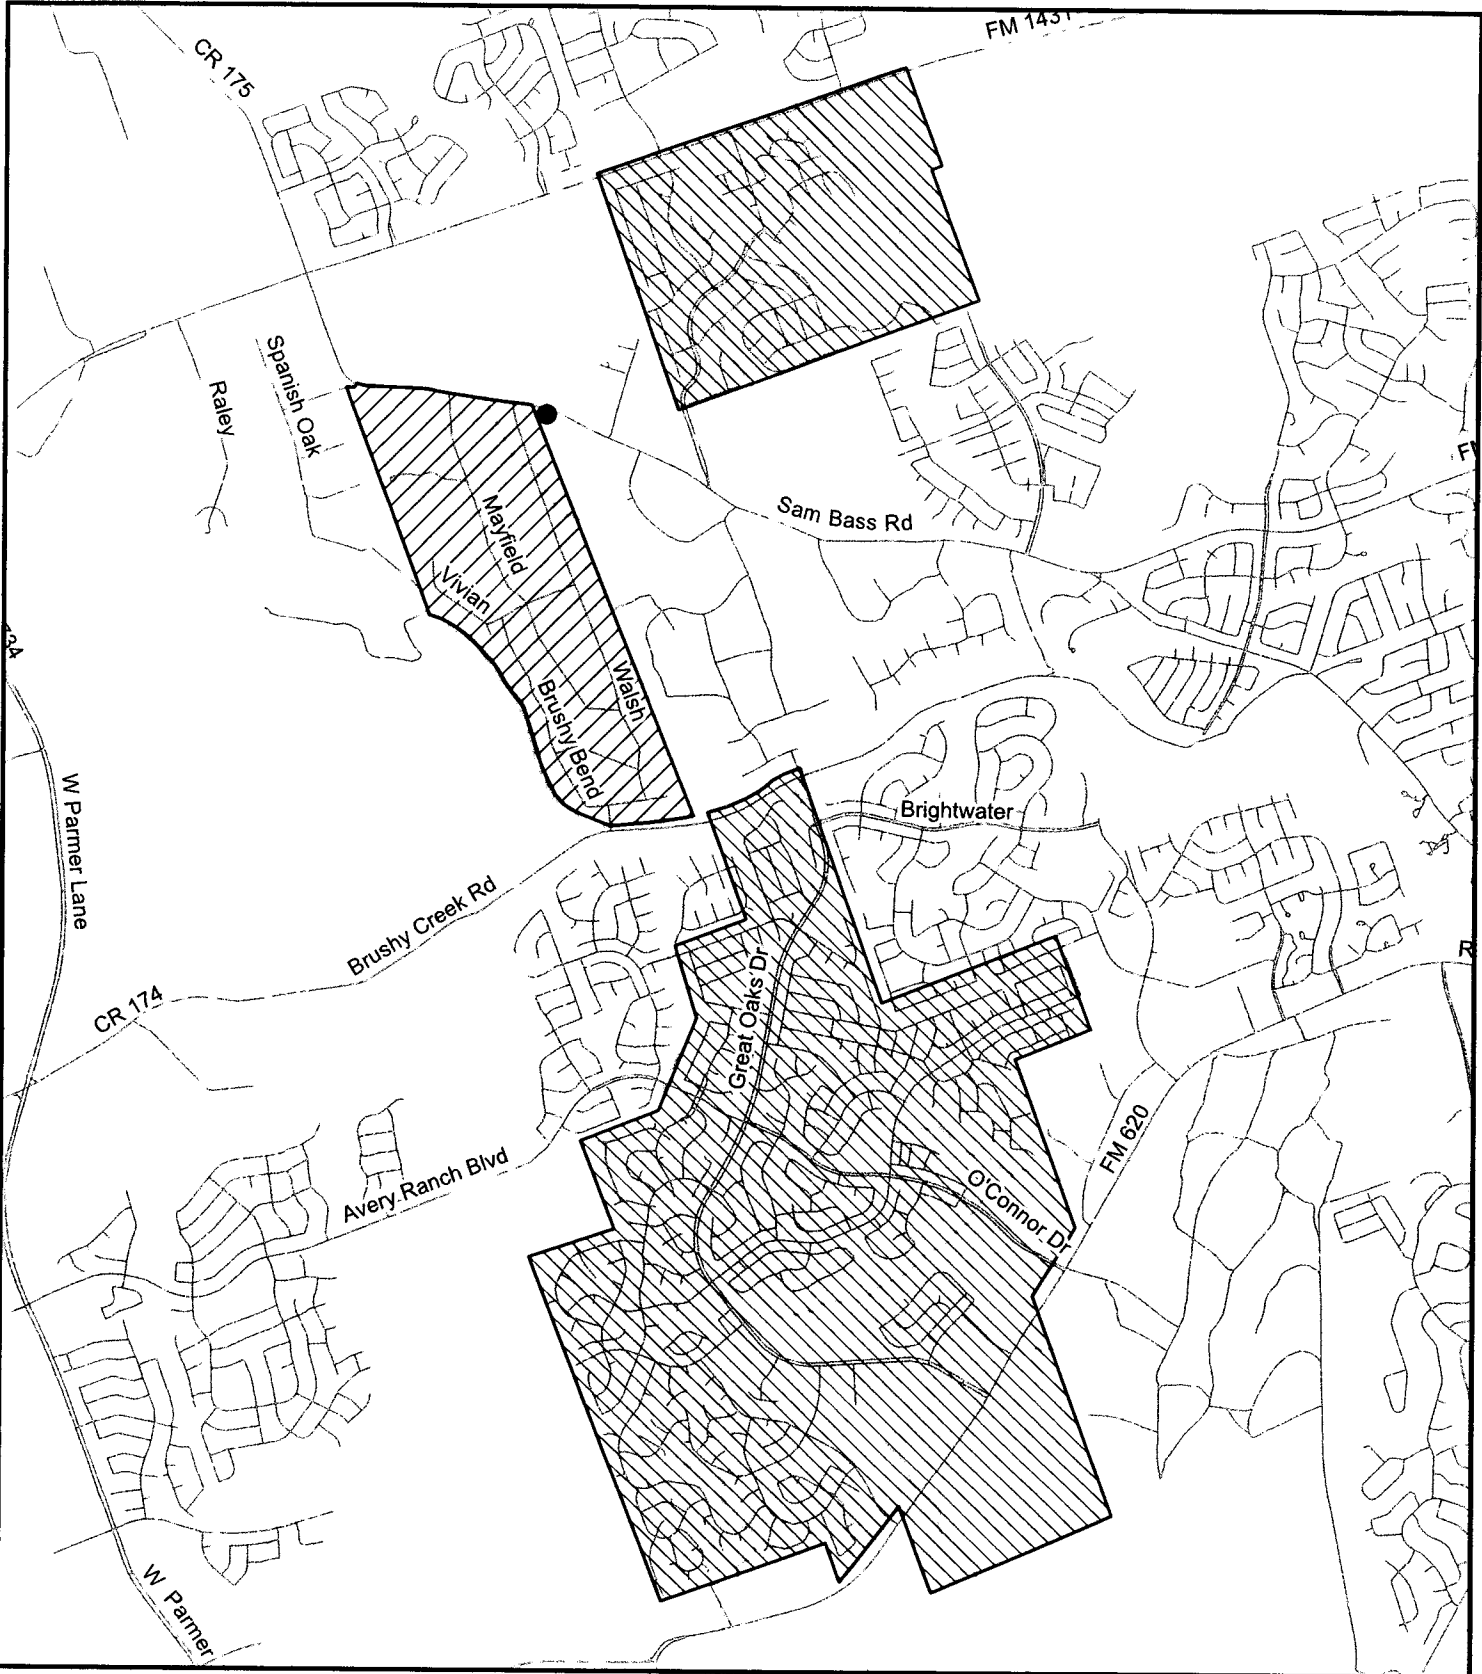 FM 1431
CR 175
Spanish Oak
Raley
Sam Bass Rd
Mayfield
Vivian
Walsh
Brushy Bend
W Parmer Lane
Brightwater
Brushy Creek Rd
Great Oaks Dr
CR 174
FM 620
Avery Ranch Blvd
O'Connor Dr
W Parmer